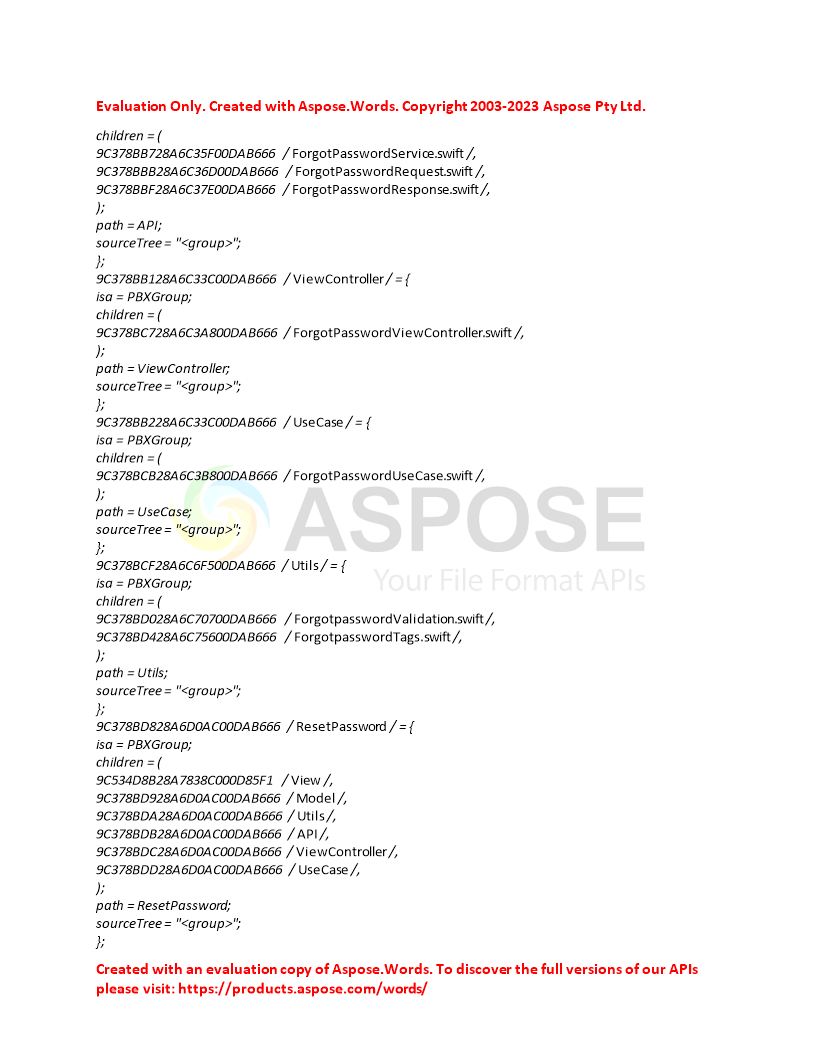 Evaluation Only. Created with Aspose.Words. Copyright 2003-2023 Aspose Pty Ltd.
children = (
9C378BB728A6C35F00DAB666 / ForgotPasswordService.swift /,
9C378BBB28A6C36D00DAB666 / ForgotPasswordRequest.swift /,
9C378BBF28A6C37E00DAB666 / ForgotPasswordResponse.swift /,
);
path = API;
sourceTree = "<group>";
};
9C378BB128A6C33C00DAB666 / ViewController / = {
isa = PBXGroup;
children = (
9C378BC728A6C3A800DAB666 / ForgotPasswordViewController.swift /,
);
path = ViewController;
sourceTree = "<group>";
};
9C378BB228A6C33C00DAB666 / UseCase / = {
isa = PBXGroup;
children = (
9C378BCB28A6C3B800DAB666 / ForgotPasswordUseCase.swift /,
);
path = UseCase;
sourceTree = "<group>";
};
ASPOSE
Your File Format APIs
9C378BCF28A6C6F500DAB666 / Utils / = {
isa = PBXGroup;
children = (
9C378BD028A6C70700DAB666 / ForgotpasswordValidation.swift /,
9C378BD428A6C75600DAB666 / ForgotpasswordTags.swift /,
);
path = Utils;
sourceTree = "<group>";
};
9C378BD828A6D0AC00DAB666 / ResetPassword / = {
isa = PBXGroup;
children = (
9C534D8B28A7838C000D85F1 / View /,
9C378BD928A6D0AC00DAB666 / Model /,
9C378BDA28A6D0AC00DAB666 / Utils /,
9C378BDB28A6D0AC00DAB666 / API /,
9C378BDC28A6D0AC00DAB666 / ViewController /,
9C378BDD28A6D0AC00DAB666 / UseCase /,
);
path = ResetPassword;
sourceTree = "<group>";
};
Created with an evaluation copy of Aspose.Words. To discover the full versions of our APIs
please visit: https://products.aspose.com/words/